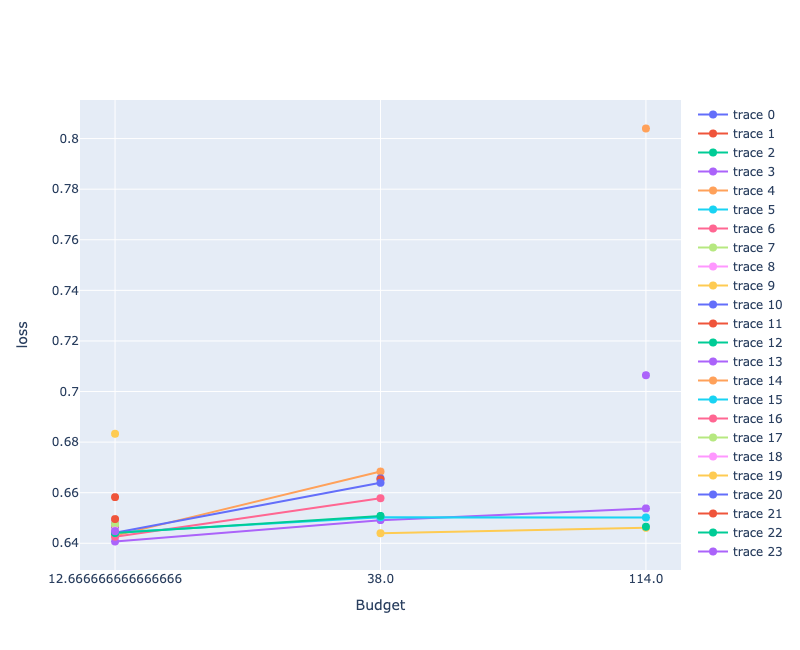 0.8
0.78
0.76
0.74
0.72
0.7
0.68
0.66
0.64
loss
12.666666666666666
38.0
114.0
Budget
trace 0
trace 1
trace 2
trace 3
trace 4
trace 5
trace 6
trace 7
trace 8
trace 9
trace 10
trace 11
trace 12
trace 13
trace 14
trace 15
trace 16
trace 17
trace 18
trace 19
trace 20
trace 21
trace 22
trace 23